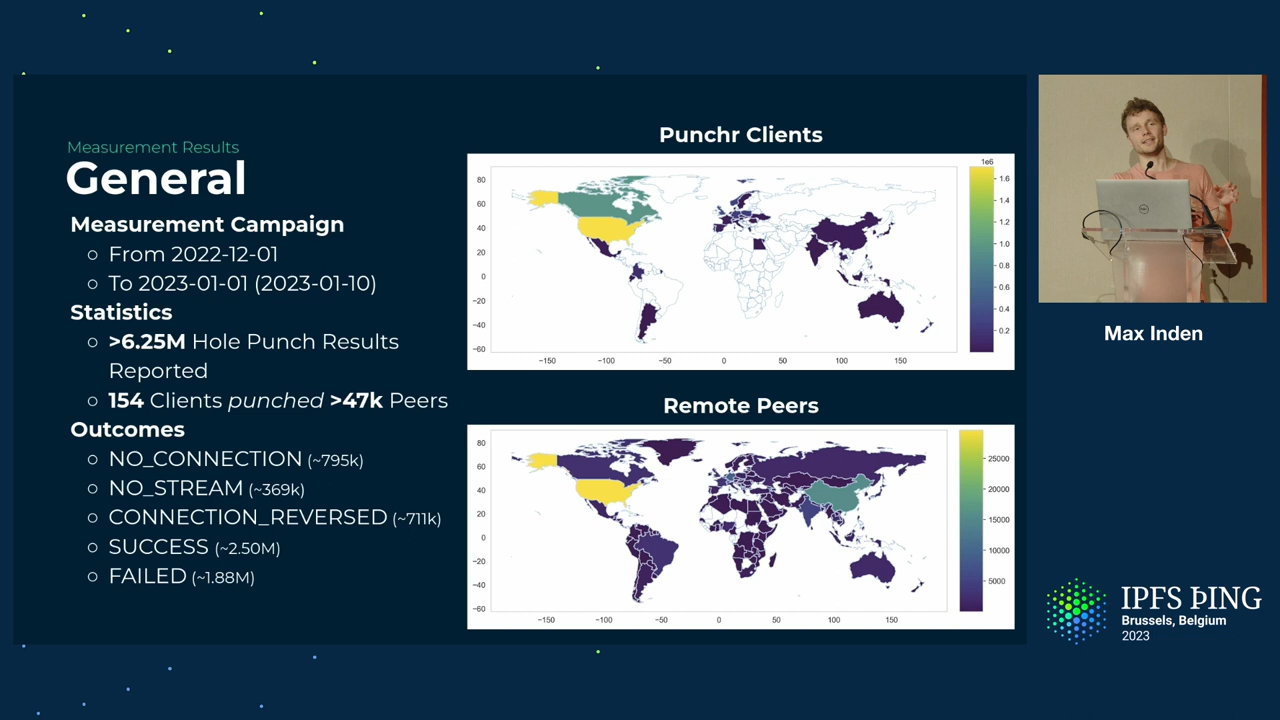 Measurement Results
General
Measurement Campaign
○ From 2022-12-01
○ To 2023-01-01 (2023-01-10)
Statistics
○ >6.25M Hole Punch Results
Reported
○ 154 Clients punched >47k Peers
Outcomes
○ NO_CONNECTION (~795k)
○ NO_STREAM (~369k)
○ CONNECTION_REVERSED (~711k)
○ SUCCESS (~2.50M)
○ FAILED (~1.88M)
Punchr Clients
1e6
80
60
40
20
0
−20
−40
−60
−150 −100 −50 0 50 100 150
1.6
1.4
1.2
1.0
0.8
0.6
0.4
0.2
Remote Peers
80
60
40
20
0
−20
−40
−60
−150 −100 −50 0 50 100 150
25000
20000
15000
10000
5000
DELL
Max Inden
IPFS ÞING
Brussels, Belgium
2023